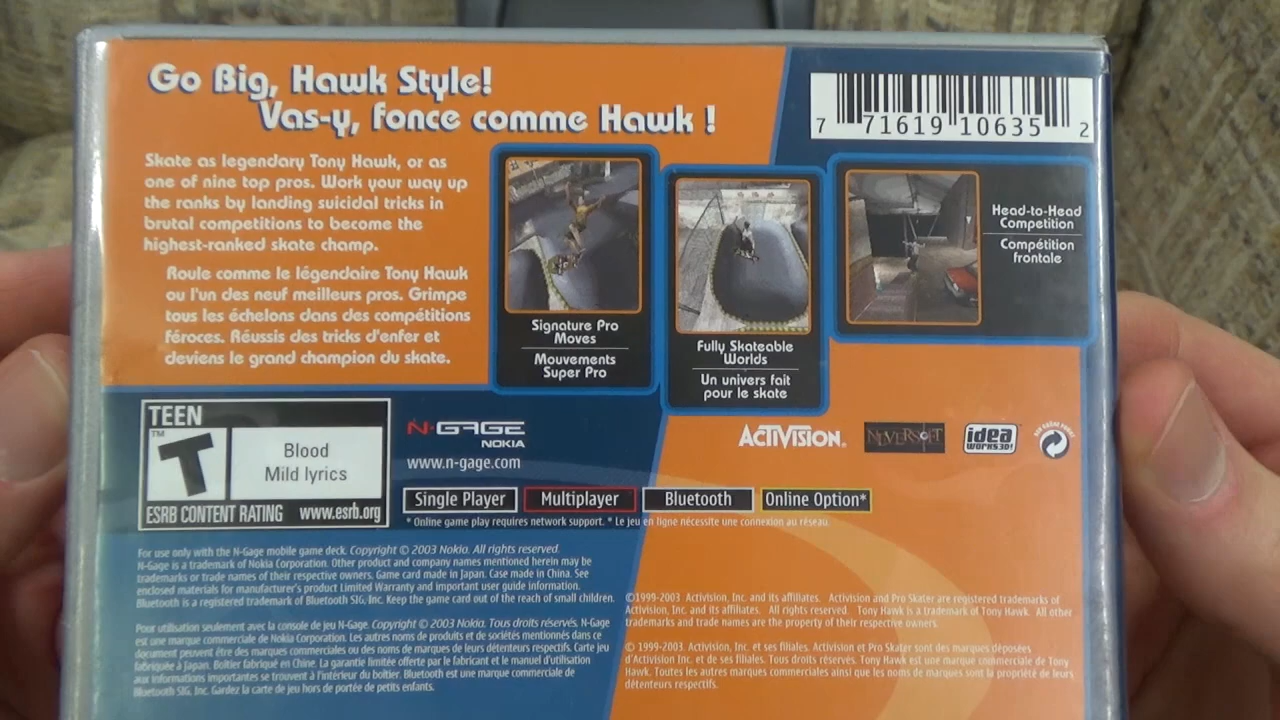 Go Big, Hawk Style!
Vas-y, fonce comme Hawk !
7 71619 10635 2
Skate as legendary Tony Hawk, or as
one of nine top pros. Work your way up
the ranks by landing suicidal tricks in
brutal competitions to become the
highest-ranked skate champ.
Roule comme le légendaire Tony Hawk
ou l'un des neuf meilleurs pros. Grimpe
tous les échelons dans des compétitions
féroces. Réussis des tricks d'enfer et
deviens le grand champion du skate.
Signature Pro
Moves
Mouvements
Super Pro
Fully Skateable
Worlds
Un univers fait
pour le skate
Head-to-Head
Competition
Compétition
frontale
TEEN
T
TM
Blood
Mild lyrics
ESRB CONTENT RATING www.esrb.org
N·GAGE
NOKIA
www.n-gage.com
ACTIVISION.
NEVERSOFT
idea
WORKS3D!
Single Player
Multiplayer
Bluetooth
Online Option*
* Online game play requires network support. * Le jeu en ligne nécessite une connexion au réseau.
For use only with the N-Gage mobile game deck. Copyright © 2003 Nokia. All rights reserved.
N-Gage is a trademark of Nokia Corporation. Other product and company names mentioned herein may be
trademarks or trade names of their respective owners. Game card made in Japan. Case made in China. See
enclosed materials for manufacturer's product Limited Warranty and important user guide information.
Bluetooth is a registered trademark of Bluetooth SIG, Inc. Keep the game card out of the reach of small children.
Pour utilisation seulement avec la console de jeu N-Gage. Copyright © 2003 Nokia. Tous droits réservés. N-Gage
est une marque commerciale de Nokia Corporation. Les autres noms de produits et de sociétés mentionnés dans ce
document peuvent être des marques commerciales ou des noms de marques de leurs détenteurs respectifs. Carte jeu
fabriquée à Japan. Boîtier fabriqué en Chine. La garantie limitée offerte par le fabricant et le manuel d'utilisation
aux informations importantes se trouvent à l'intérieur du boîtier. Bluetooth est une marque commerciale de
Bluetooth SIG, Inc. Gardez la carte de jeu hors de portée de petits enfants.
©1999-2003 Activision, Inc. and its affiliates. Activision and Pro Skater are registered trademarks of
Activision, Inc. and its affiliates. All rights reserved. Tony Hawk is a trademark of Tony Hawk. All other
trademarks and trade names are the property of their respective owners.
© 1999-2003 Activision, Inc. et ses filiales. Activision et Pro Skater sont des marques déposées
d'Activision Inc. et de ses filiales. Tous droits réservés. Tony Hawk est une marque commerciale de Tony
Hawk. Toutes les autres marques commerciales ainsi que les noms de marques sont la propriété de leurs
détenteurs respectifs.